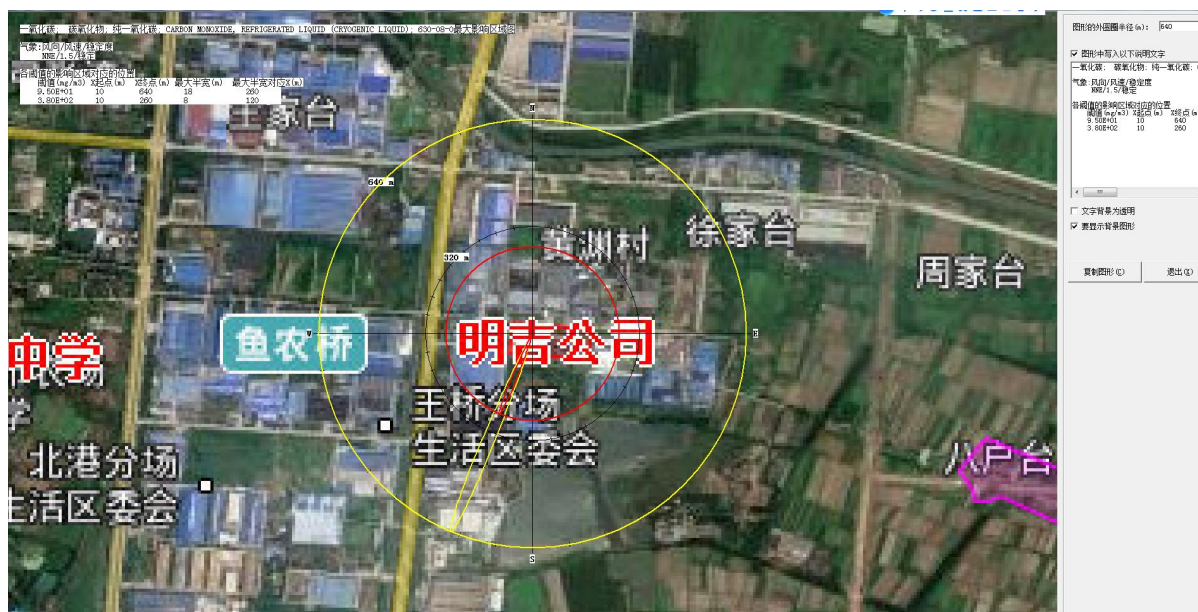 一氧化碳; 碳氧化物; 纯一氧化碳; CARBON MONOXIDE, REFRIGERATED LIQUID (CRYOGENIC LIQUID); 630-08-0最大影响区域图
气象:风向/风速/稳定度
NNE/1.5/稳定
各阈值的影响区域对应的位置
阈值(mg/m3) X起点(m) X终点(m) 最大半宽(m) 最大半宽对应X(m)
9.50E+01 10 640 18 260
3.80E+02 10 260 8 120
王家台
N
640 m
320 m
黄洲村
徐家台
周家台
W
E
S
中学
鱼农桥
明吉公司
王桥分场
生活区委会
八户台
北港分场
生活区委会
图形的外圆圈半径(m): 640
图形中写入以下说明文字
一氧化碳; 碳氧化物; 纯一氧化碳;
气象:风向/风速/稳定度
NNE/1.5/稳定
各阈值的影响区域对应的位置
阈值(mg/m3) X起点(m) X终点(m
9.50E+01 10 640
3.80E+02 10 260
文字背景为透明
要显示背景图形
复制图形(C)
退出(X)